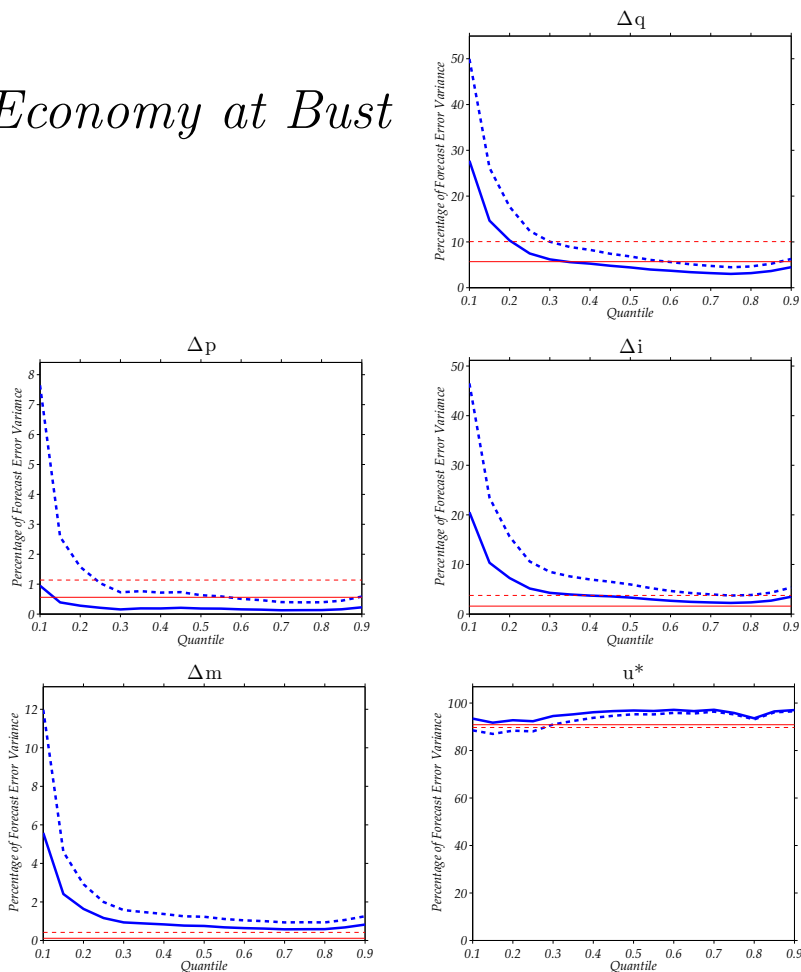 Economy at Bust
Δq
Percentage of Forecast Error Variance
50
40
30
20
10
0
0.1 0.2 0.3 0.4 0.5 0.6 0.7 0.8 0.9
Quantile
Δp
Percentage of Forecast Error Variance
8
7
6
5
4
3
2
1
0
0.1 0.2 0.3 0.4 0.5 0.6 0.7 0.8 0.9
Quantile
Δi
Percentage of Forecast Error Variance
50
40
30
20
10
0
0.1 0.2 0.3 0.4 0.5 0.6 0.7 0.8 0.9
Quantile
Δm
Percentage of Forecast Error Variance
12
10
8
6
4
2
0
0.1 0.2 0.3 0.4 0.5 0.6 0.7 0.8 0.9
Quantile
u*
Percentage of Forecast Error Variance
100
80
60
40
20
0
0.1 0.2 0.3 0.4 0.5 0.6 0.7 0.8 0.9
Quantile